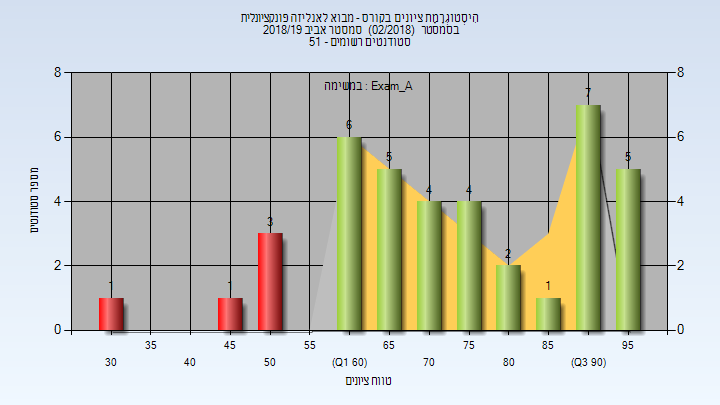 הִיסְטוֹגְרָמַת ציונים בקורס - מבוא לאנליזה פונקציונלית
בסמסטר (02/2018) סמסטר אביב 2018/19
סטודנטים רשומים - 51
במשימה : Exam_A
מספר סטודנטים
8 8
6 6
4 4
2 2
0 0
1 1 3 6 5 4 4 2 1 7 5
35 45 55 65 75 85 95
30 40 50 (Q1 60) 70 80 (Q3 90)
טווח ציונים